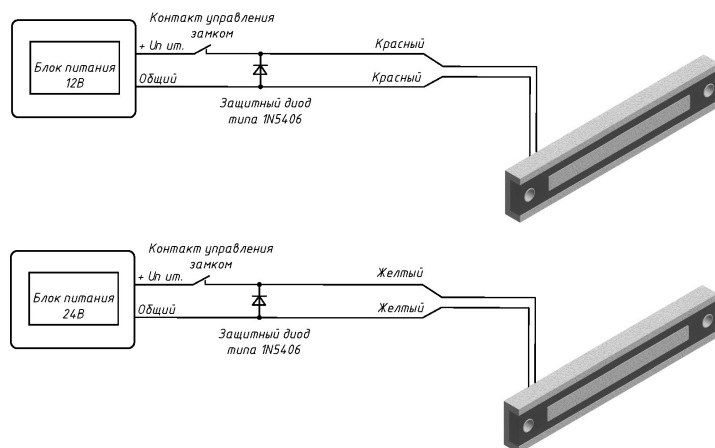 Контакт управления
замком
+ Uп ит.
Красный
Блок питания
12В
Общий
Красный
Защитный диод
типа 1N5406
Контакт управления
замком
+ Uп ит.
Желтый
Блок питания
24В
Общий
Желтый
Защитный диод
типа 1N5406